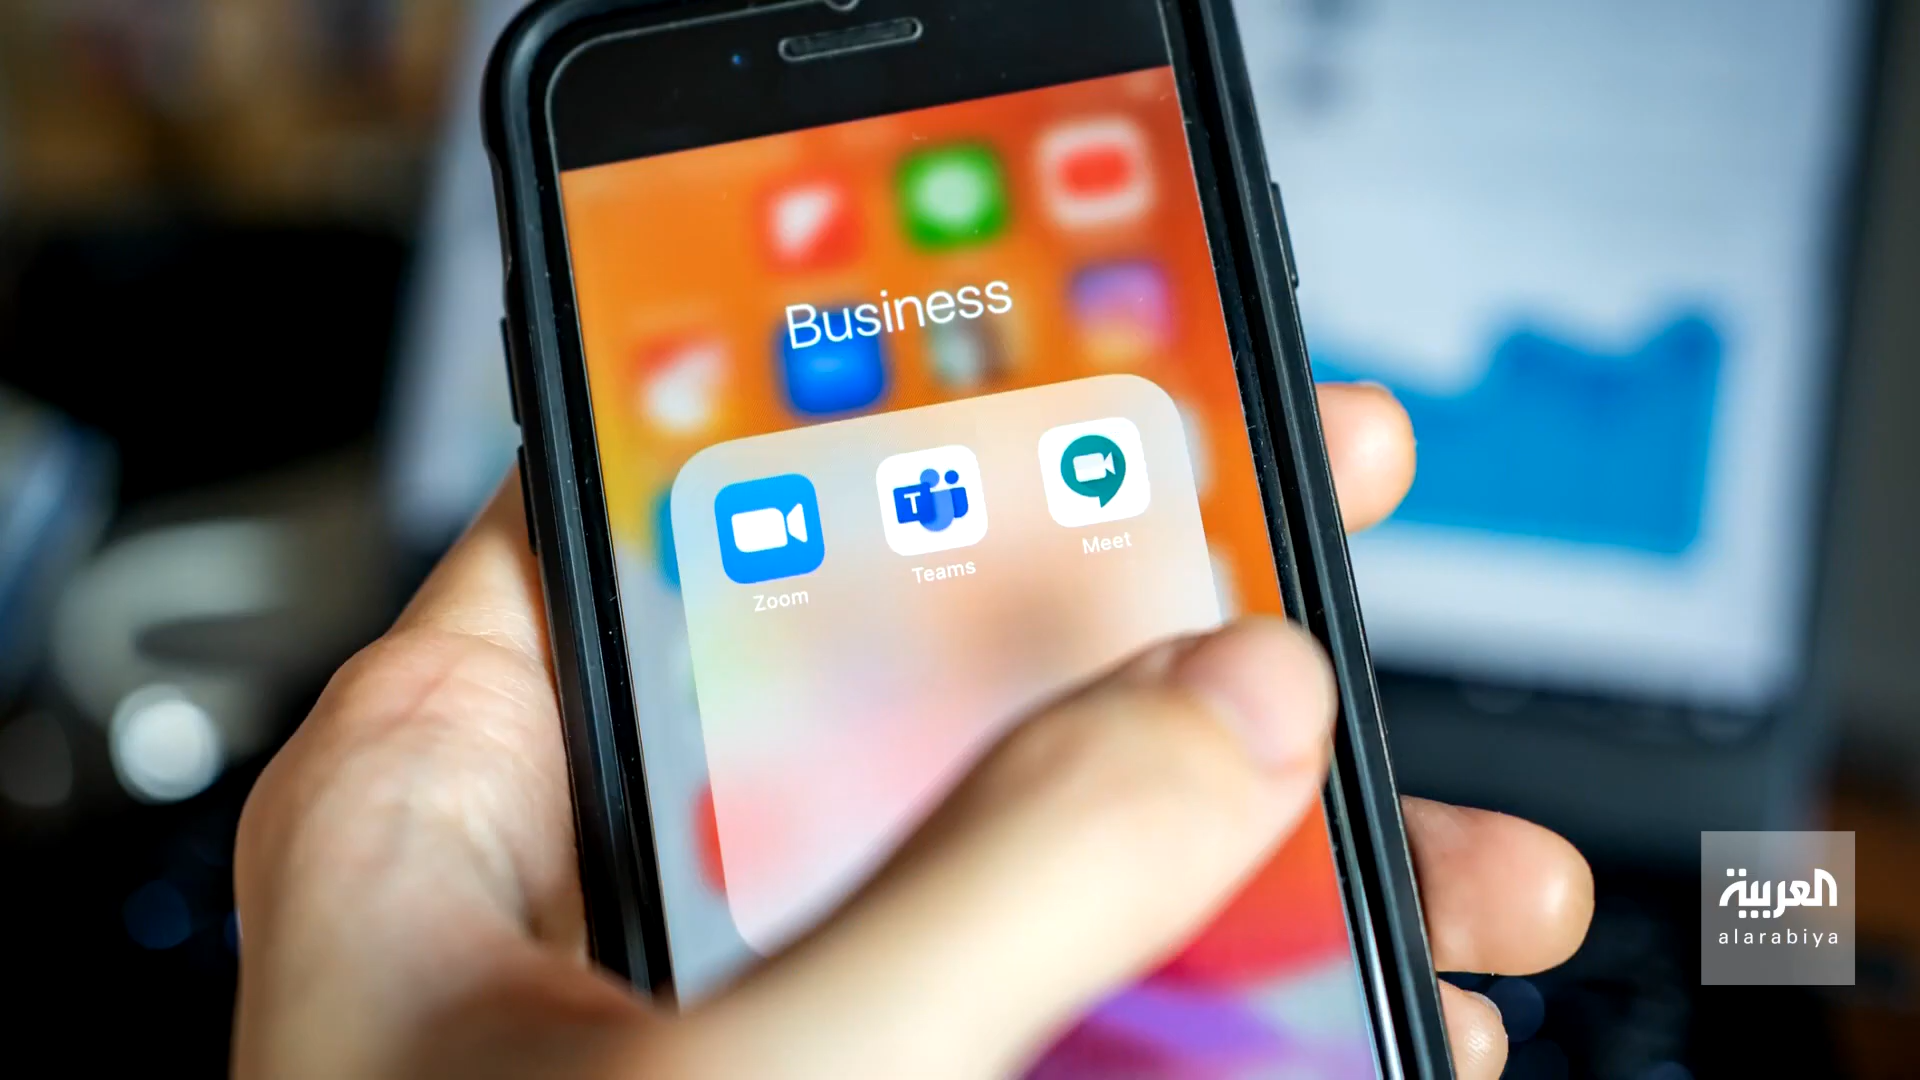 Business
T
Zoom
Teams
Meet
العربية
alarabiya